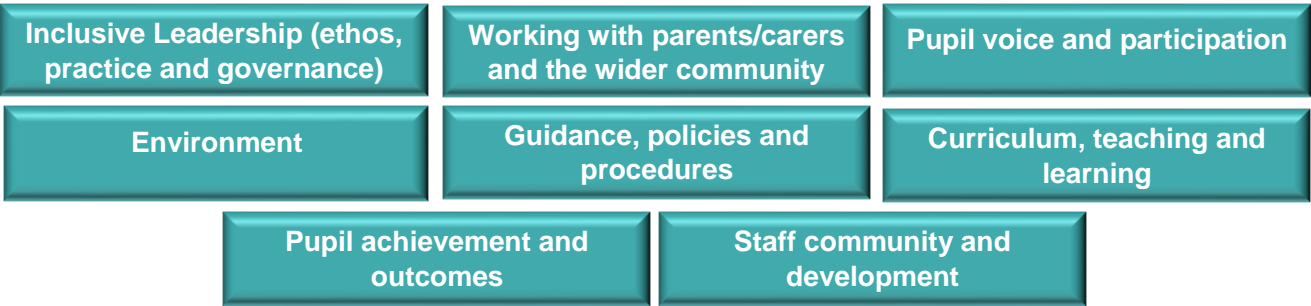 Inclusive Leadership (ethos,
practice and governance)
Working with parents/carers
and the wider community
Pupil voice and participation
Environment
Guidance, policies and
procedures
Curriculum, teaching and
learning
Pupil achievement and
outcomes
Staff community and
development